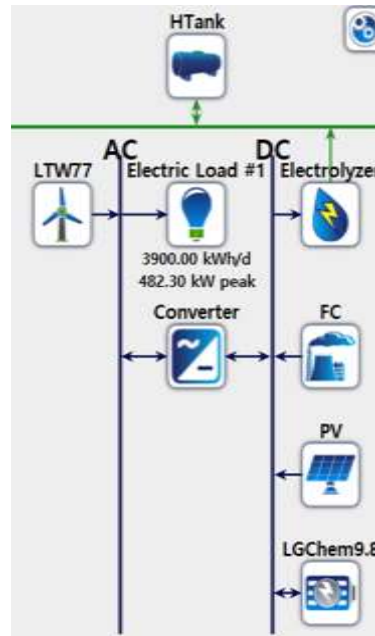 HTank
AC
DC
LTW77
Electric Load #1
Electrolyzer
3900.00 kWh/d
482.30 kW peak
Converter
FC
PV
LGChem9.8